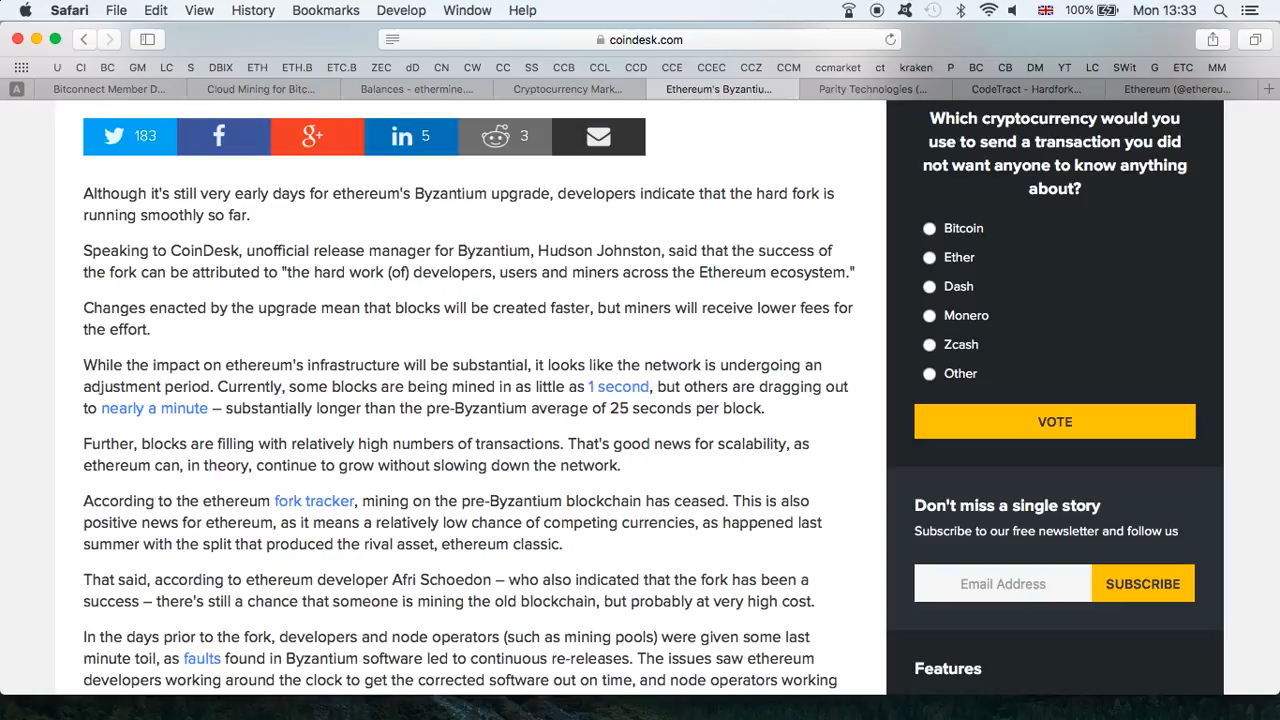 Safari File Edit View History Bookmarks Develop Window Help 100% Mon 13:33
coindesk.com
U CI BC GM LC S DBIX ETH ETH.B ETC.B ZEC dD CN CW CC SS CCB CCL CCD CCE CCEC CCZ CCM ccmarket ct kraken P BC CB DM YT LC SWit G ETC MM
A Bitconnect Member D... Cloud Mining for Bitc... Balances - ethermine.... Cryptocurrency Mark... Ethereum's Byzantiu... Parity Technologies (... CodeTract - Hardfork... Ethereum (@ethereu... +
183 5 3
Although it's still very early days for ethereum's Byzantium upgrade, developers indicate that the hard fork is
running smoothly so far.
Speaking to CoinDesk, unofficial release manager for Byzantium, Hudson Johnston, said that the success of
the fork can be attributed to "the hard work (of) developers, users and miners across the Ethereum ecosystem."
Changes enacted by the upgrade mean that blocks will be created faster, but miners will receive lower fees for
the effort.
While the impact on ethereum's infrastructure will be substantial, it looks like the network is undergoing an
adjustment period. Currently, some blocks are being mined in as little as 1 second, but others are dragging out
to nearly a minute – substantially longer than the pre-Byzantium average of 25 seconds per block.
Further, blocks are filling with relatively high numbers of transactions. That's good news for scalability, as
ethereum can, in theory, continue to grow without slowing down the network.
According to the ethereum fork tracker, mining on the pre-Byzantium blockchain has ceased. This is also
positive news for ethereum, as it means a relatively low chance of competing currencies, as happened last
summer with the split that produced the rival asset, ethereum classic.
That said, according to ethereum developer Afri Schoedon – who also indicated that the fork has been a
success – there's still a chance that someone is mining the old blockchain, but probably at very high cost.
In the days prior to the fork, developers and node operators (such as mining pools) were given some last
minute toil, as faults found in Byzantium software led to continuous re-releases. The issues saw ethereum
developers working around the clock to get the corrected software out on time, and node operators working
Which cryptocurrency would you
use to send a transaction you did
not want anyone to know anything
about?
Bitcoin
Ether
Dash
Monero
Zcash
Other
VOTE
Don't miss a single story
Subscribe to our free newsletter and follow us
Email Address SUBSCRIBE
Features